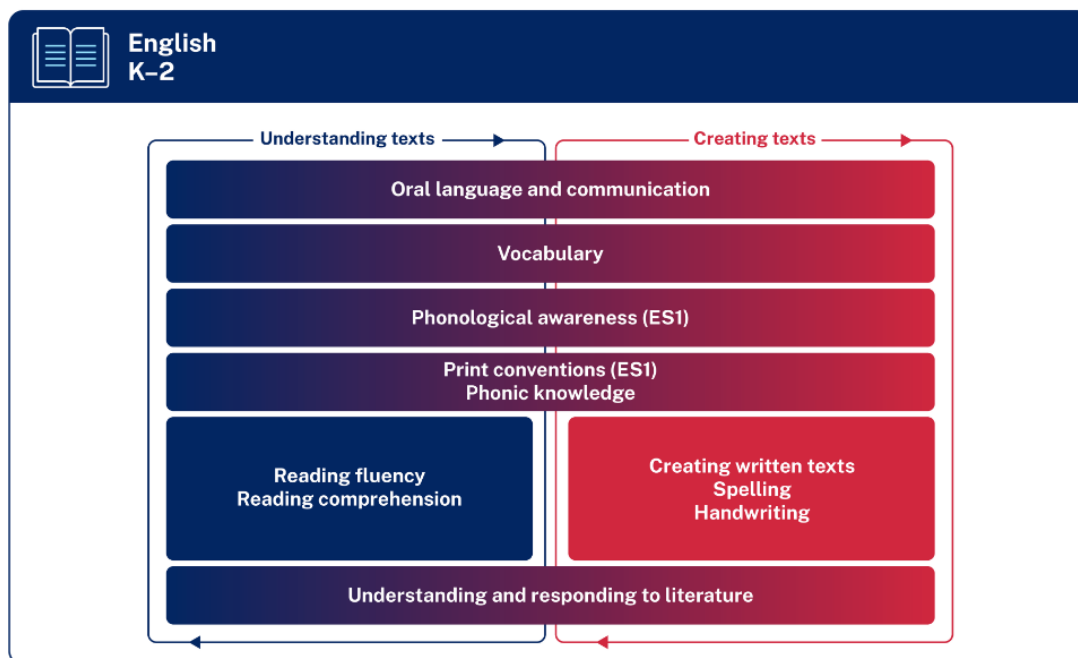 English
K–2
Understanding texts
Creating texts
Oral language and communication
Vocabulary
Phonological awareness (ES1)
Print conventions (ES1)
Phonic knowledge
Reading fluency
Reading comprehension
Creating written texts
Spelling
Handwriting
Understanding and responding to literature